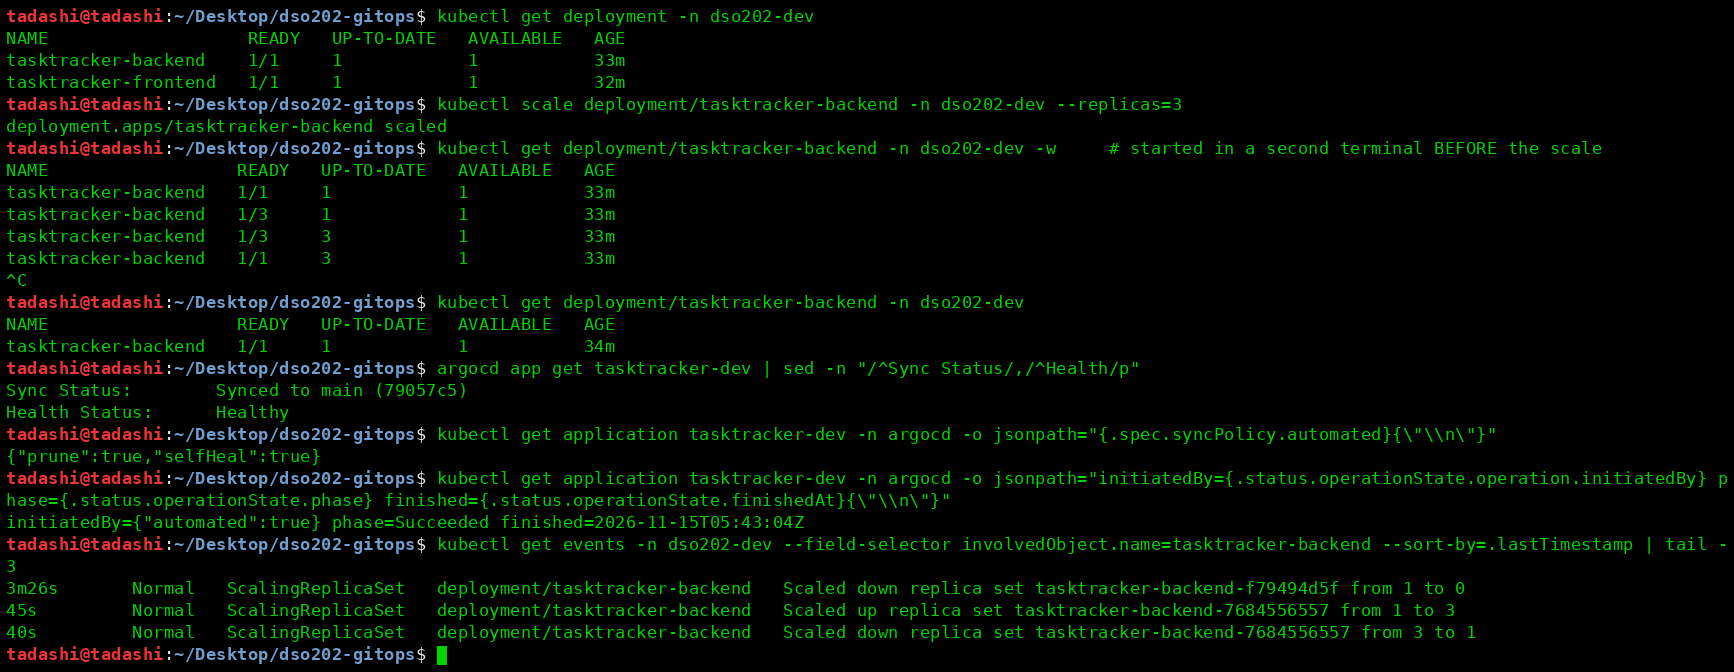 tadashi@tadashi:~/Desktop/dso202-gitops$ kubectl get deployment -n dso202-dev
NAME                   READY   UP-TO-DATE   AVAILABLE   AGE
tasktracker-backend    1/1     1            1           33m
tasktracker-frontend   1/1     1            1           32m
tadashi@tadashi:~/Desktop/dso202-gitops$ kubectl scale deployment/tasktracker-backend -n dso202-dev --replicas=3
deployment.apps/tasktracker-backend scaled
tadashi@tadashi:~/Desktop/dso202-gitops$ kubectl get deployment/tasktracker-backend -n dso202-dev -w     # started in a second terminal BEFORE the scale
NAME                  READY   UP-TO-DATE   AVAILABLE   AGE
tasktracker-backend   1/1     1            1           33m
tasktracker-backend   1/3     1            1           33m
tasktracker-backend   1/3     3            1           33m
tasktracker-backend   1/1     3            1           33m
^C
tadashi@tadashi:~/Desktop/dso202-gitops$ kubectl get deployment/tasktracker-backend -n dso202-dev
NAME                  READY   UP-TO-DATE   AVAILABLE   AGE
tasktracker-backend   1/1     1            1           34m
tadashi@tadashi:~/Desktop/dso202-gitops$ argocd app get tasktracker-dev | sed -n "/^Sync Status/,/^Health/p"
Sync Status:        Synced to main (79057c5)
Health Status:      Healthy
tadashi@tadashi:~/Desktop/dso202-gitops$ kubectl get application tasktracker-dev -n argocd -o jsonpath="{.spec.syncPolicy.automated}{\"\\n\"}"
{"prune":true,"selfHeal":true}
tadashi@tadashi:~/Desktop/dso202-gitops$ kubectl get application tasktracker-dev -n argocd -o jsonpath="initiatedBy={.status.operationState.operation.initiatedBy} p
hase={.status.operationState.phase} finished={.status.operationState.finishedAt}{\"\\n\"}"
initiatedBy={"automated":true} phase=Succeeded finished=2026-11-15T05:43:04Z
tadashi@tadashi:~/Desktop/dso202-gitops$ kubectl get events -n dso202-dev --field-selector involvedObject.name=tasktracker-backend --sort-by=.lastTimestamp | tail -
3
3m26s       Normal   ScalingReplicaSet   deployment/tasktracker-backend   Scaled down replica set tasktracker-backend-f79494d5f from 1 to 0
45s         Normal   ScalingReplicaSet   deployment/tasktracker-backend   Scaled up replica set tasktracker-backend-7684556557 from 1 to 3
40s         Normal   ScalingReplicaSet   deployment/tasktracker-backend   Scaled down replica set tasktracker-backend-7684556557 from 3 to 1
tadashi@tadashi:~/Desktop/dso202-gitops$